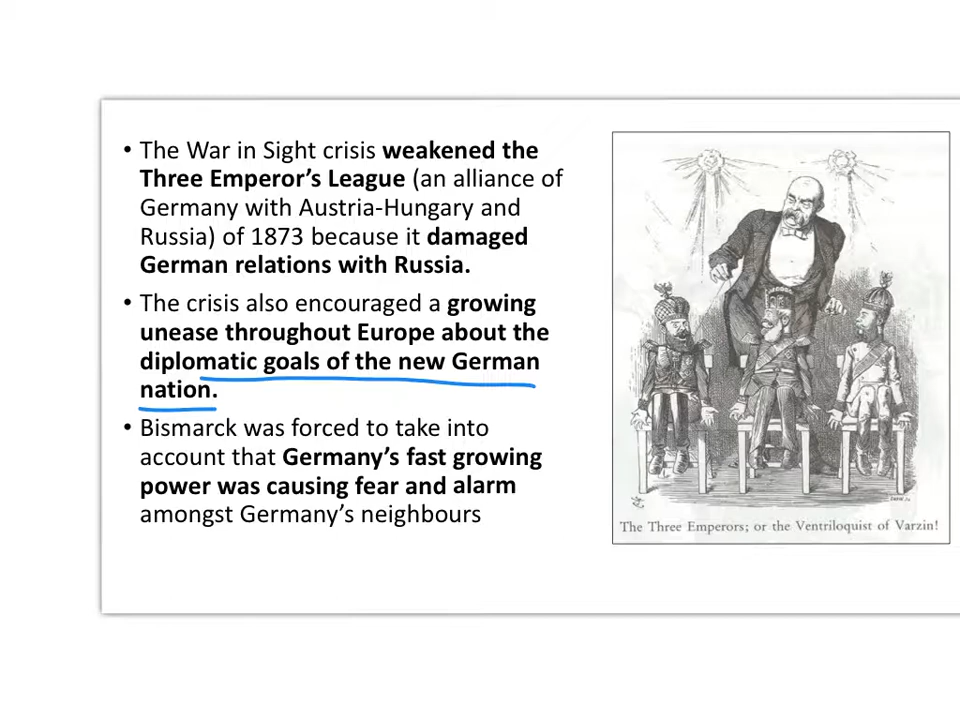 • The War in Sight crisis weakened the
Three Emperor’s League (an alliance of
Germany with Austria-Hungary and
Russia) of 1873 because it damaged
German relations with Russia.
• The crisis also encouraged a growing
unease throughout Europe about the
diplomatic goals of the new German
nation.
• Bismarck was forced to take into
account that Germany’s fast growing
power was causing fear and alarm
amongst Germany’s neighbours
The Three Emperors; or the Ventriloquist of Varzin!